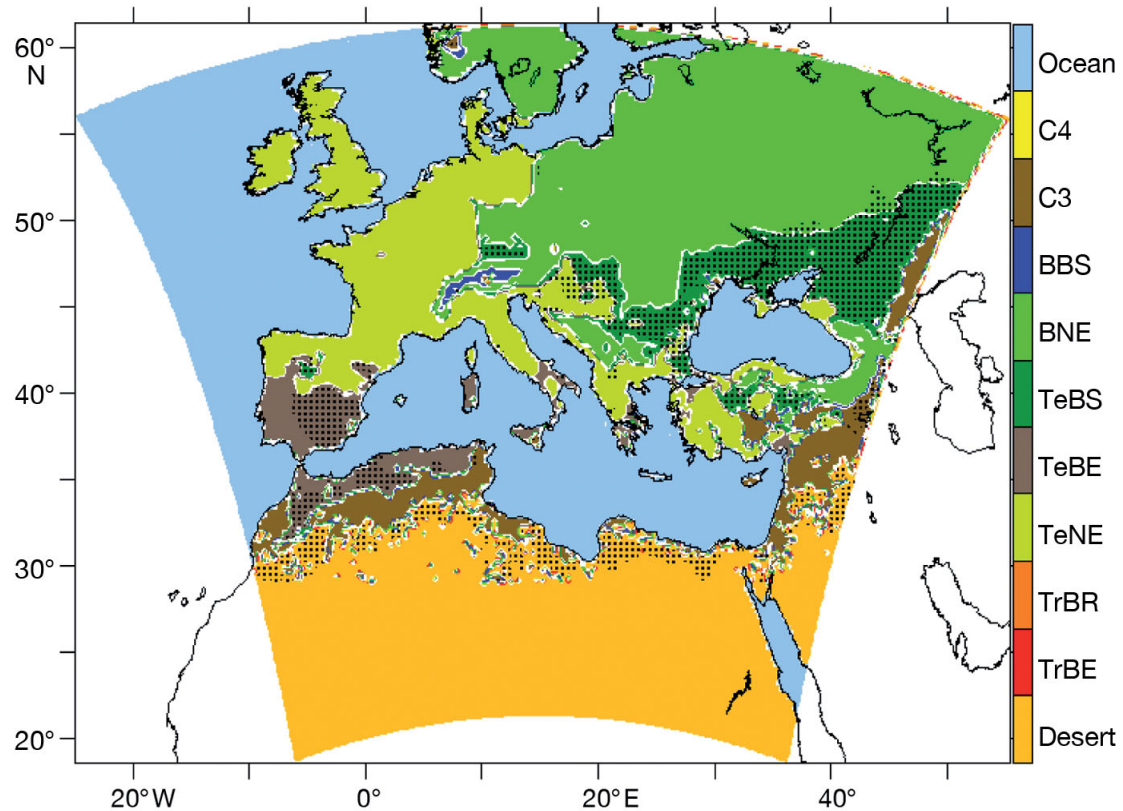 60°
N
50°
40°
30°
20°
20°W
0°
20°E
40°
Ocean
C4
C3
BBS
BNE
TeBS
TeBE
TeNE
TrBR
TrBE
Desert